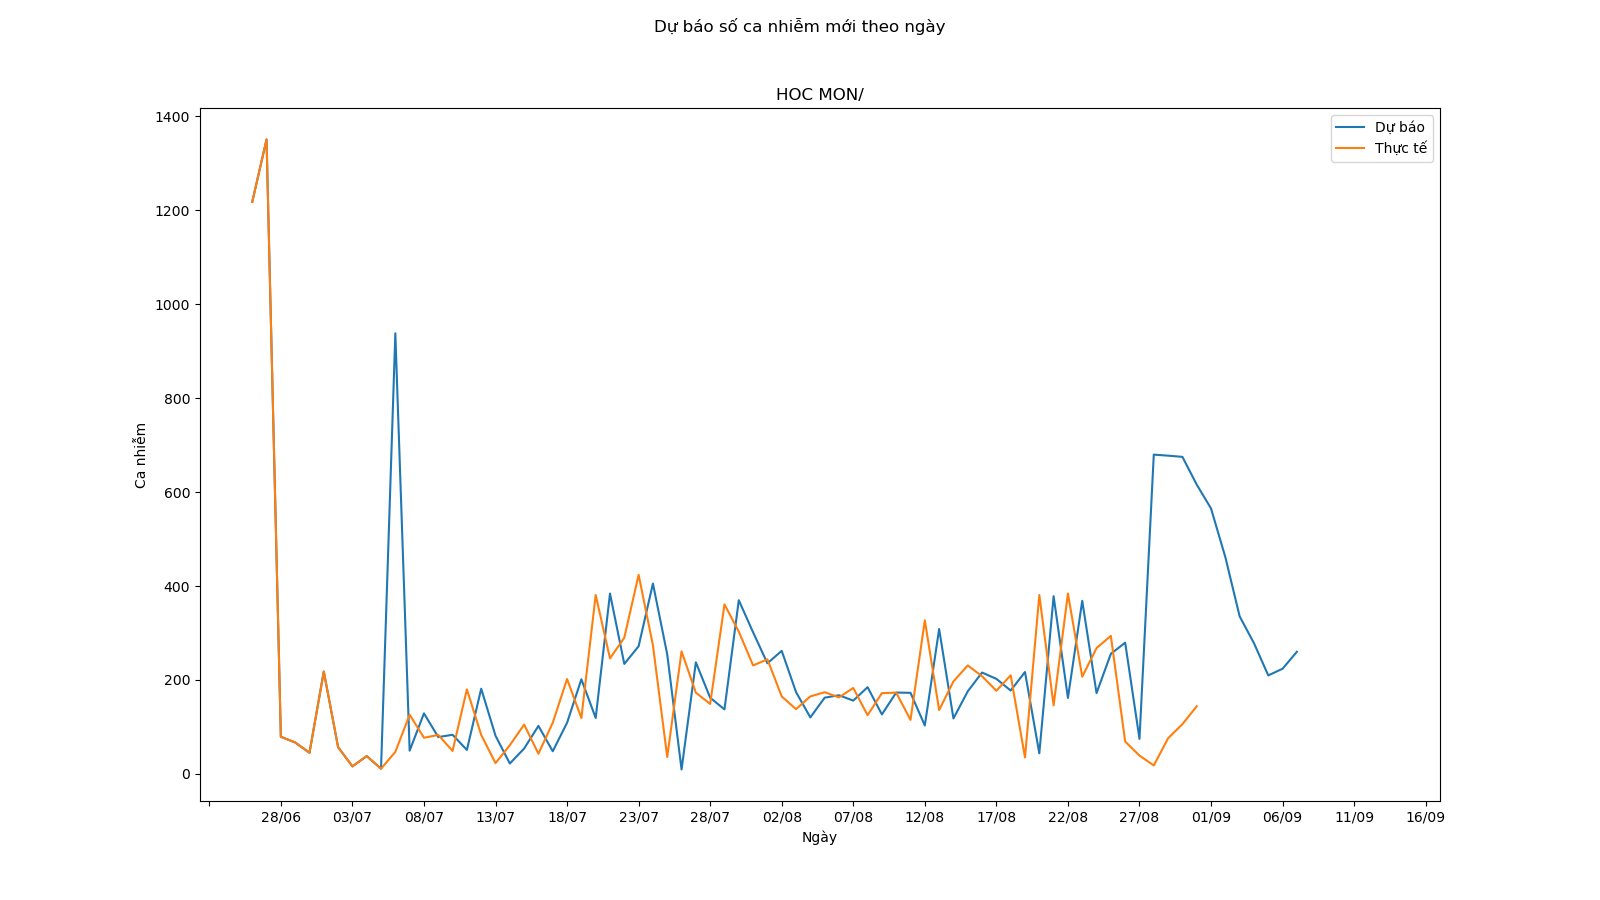 Dự báo số ca nhiễm mới theo ngày
HOC MON/
Dự báo
Thực tế
1400
1200
1000
800
600
400
200
0
Ca nhiễm
28/06 03/07 08/07 13/07 18/07 23/07 28/07 02/08 07/08 12/08 17/08 22/08 27/08 01/09 06/09 11/09 16/09
Ngày